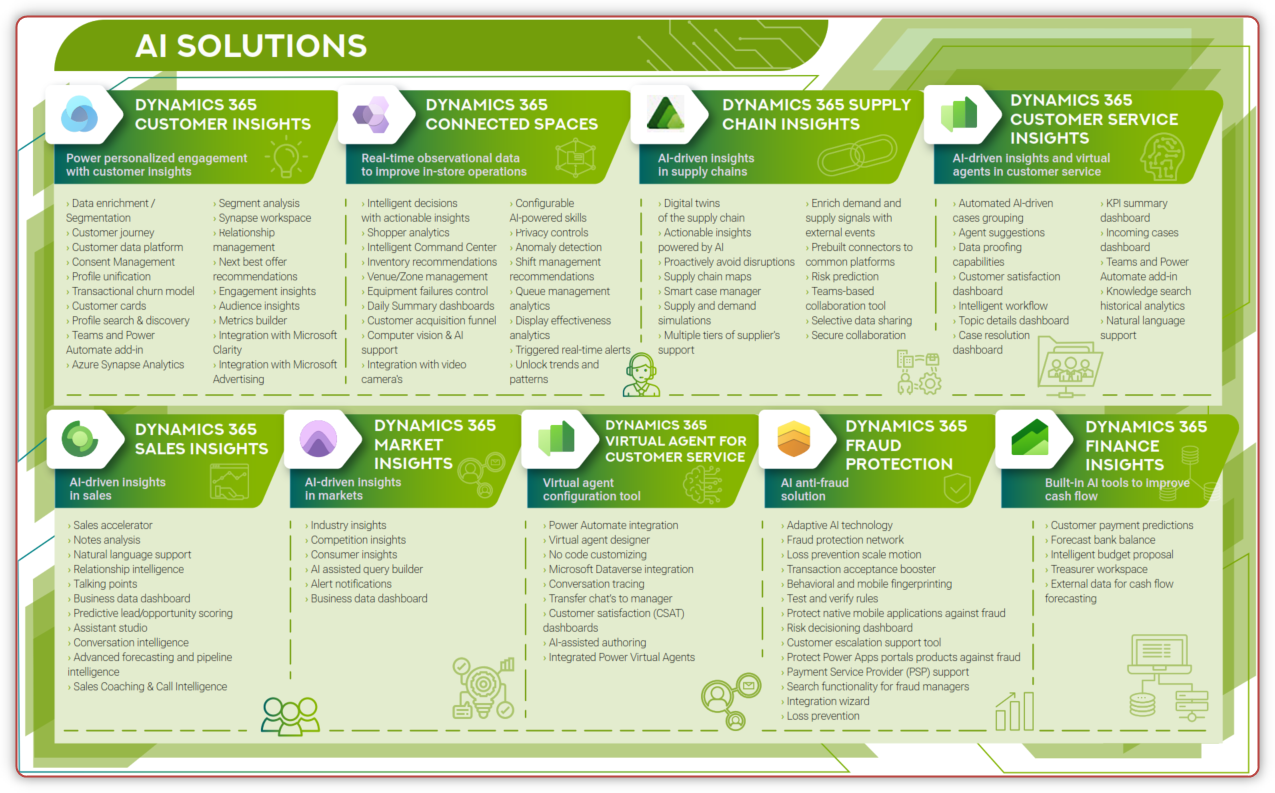 AI SOLUTIONS
DYNAMICS 365
CUSTOMER INSIGHTS
Power personalized engagement
with customer insights
› Data enrichment /
Segmentation
› Customer journey
› Customer data platform
› Consent Management
› Profile unification
› Transactional churn model
› Customer cards
› Profile search & discovery
› Teams and Power
Automate add-in
› Azure Synapse Analytics
› Segment analysis
› Synapse workspace
› Relationship
management
› Next best offer
recommendations
› Engagement insights
› Audience insights
› Metrics builder
› Integration with Microsoft
Clarity
› Integration with Microsoft
Advertising
DYNAMICS 365
CONNECTED SPACES
Real-time observational data
to improve in-store operations
› Intelligent decisions
with actionable insights
› Shopper analytics
› Intelligent Command Center
› Inventory recommendations
› Venue/Zone management
› Equipment failures control
› Daily Summary dashboards
› Customer acquisition funnel
› Computer vision & AI
support
› Integration with video
camera's
› Configurable
AI-powered skills
› Privacy controls
› Anomaly detection
› Shift management
recommendations
› Queue management
analytics
› Display effectiveness
analytics
› Triggered real-time alerts
› Unlock trends and
patterns
DYNAMICS 365 SUPPLY
CHAIN INSIGHTS
AI-driven insights
in supply chains
› Digital twins
of the supply chain
› Actionable insights
powered by AI
› Proactively avoid disruptions
› Supply chain maps
› Smart case manager
› Supply and demand
simulations
› Multiple tiers of supplier's
support
› Enrich demand and
supply signals with
external events
› Prebuilt connectors to
common platforms
› Risk prediction
› Teams-based
collaboration tool
› Selective data sharing
› Secure collaboration
DYNAMICS 365
CUSTOMER SERVICE
INSIGHTS
AI-driven insights and virtual
agents in customer service
› Automated AI-driven
cases grouping
› Agent suggestions
› Data proofing
capabilities
› Customer satisfaction
dashboard
› Intelligent workflow
› Topic details dashboard
› Case resolution
dashboard
› KPI summary
dashboard
› Incoming cases
dashboard
› Teams and Power
Automate add-in
› Knowledge search
historical analytics
› Natural language
support
DYNAMICS 365
SALES INSIGHTS
AI-driven insights
in sales
› Sales accelerator
› Notes analysis
› Natural language support
› Relationship intelligence
› Talking points
› Business data dashboard
› Predictive lead/opportunity scoring
› Assistant studio
› Conversation intelligence
› Advanced forecasting and pipeline
intelligence
› Sales Coaching & Call Intelligence
DYNAMICS 365
MARKET
INSIGHTS
AI-driven insights
in markets
› Industry insights
› Competition insights
› Consumer insights
› AI assisted query builder
› Alert notifications
› Business data dashboard
DYNAMICS 365
VIRTUAL AGENT FOR
CUSTOMER SERVICE
Virtual agent
configuration tool
› Power Automate integration
› Virtual agent designer
› No code customizing
› Microsoft Dataverse integration
› Conversation tracing
› Transfer chat's to manager
› Customer satisfaction (CSAT)
dashboards
› AI-assisted authoring
› Integrated Power Virtual Agents
DYNAMICS 365
FRAUD
PROTECTION
AI anti-fraud
solution
› Adaptive AI technology
› Fraud protection network
› Loss prevention scale motion
› Transaction acceptance booster
› Behavioral and mobile fingerprinting
› Test and verify rules
› Protect native mobile applications against fraud
› Risk decisioning dashboard
› Customer escalation support tool
› Protect Power Apps portals products against fraud
› Payment Service Provider (PSP) support
› Search functionality for fraud managers
› Integration wizard
› Loss prevention
DYNAMICS 365
FINANCE
INSIGHTS
Built-in AI tools to improve
cash flow
› Customer payment predictions
› Forecast bank balance
› Intelligent budget proposal
› Treasurer workspace
› External data for cash flow
forecasting